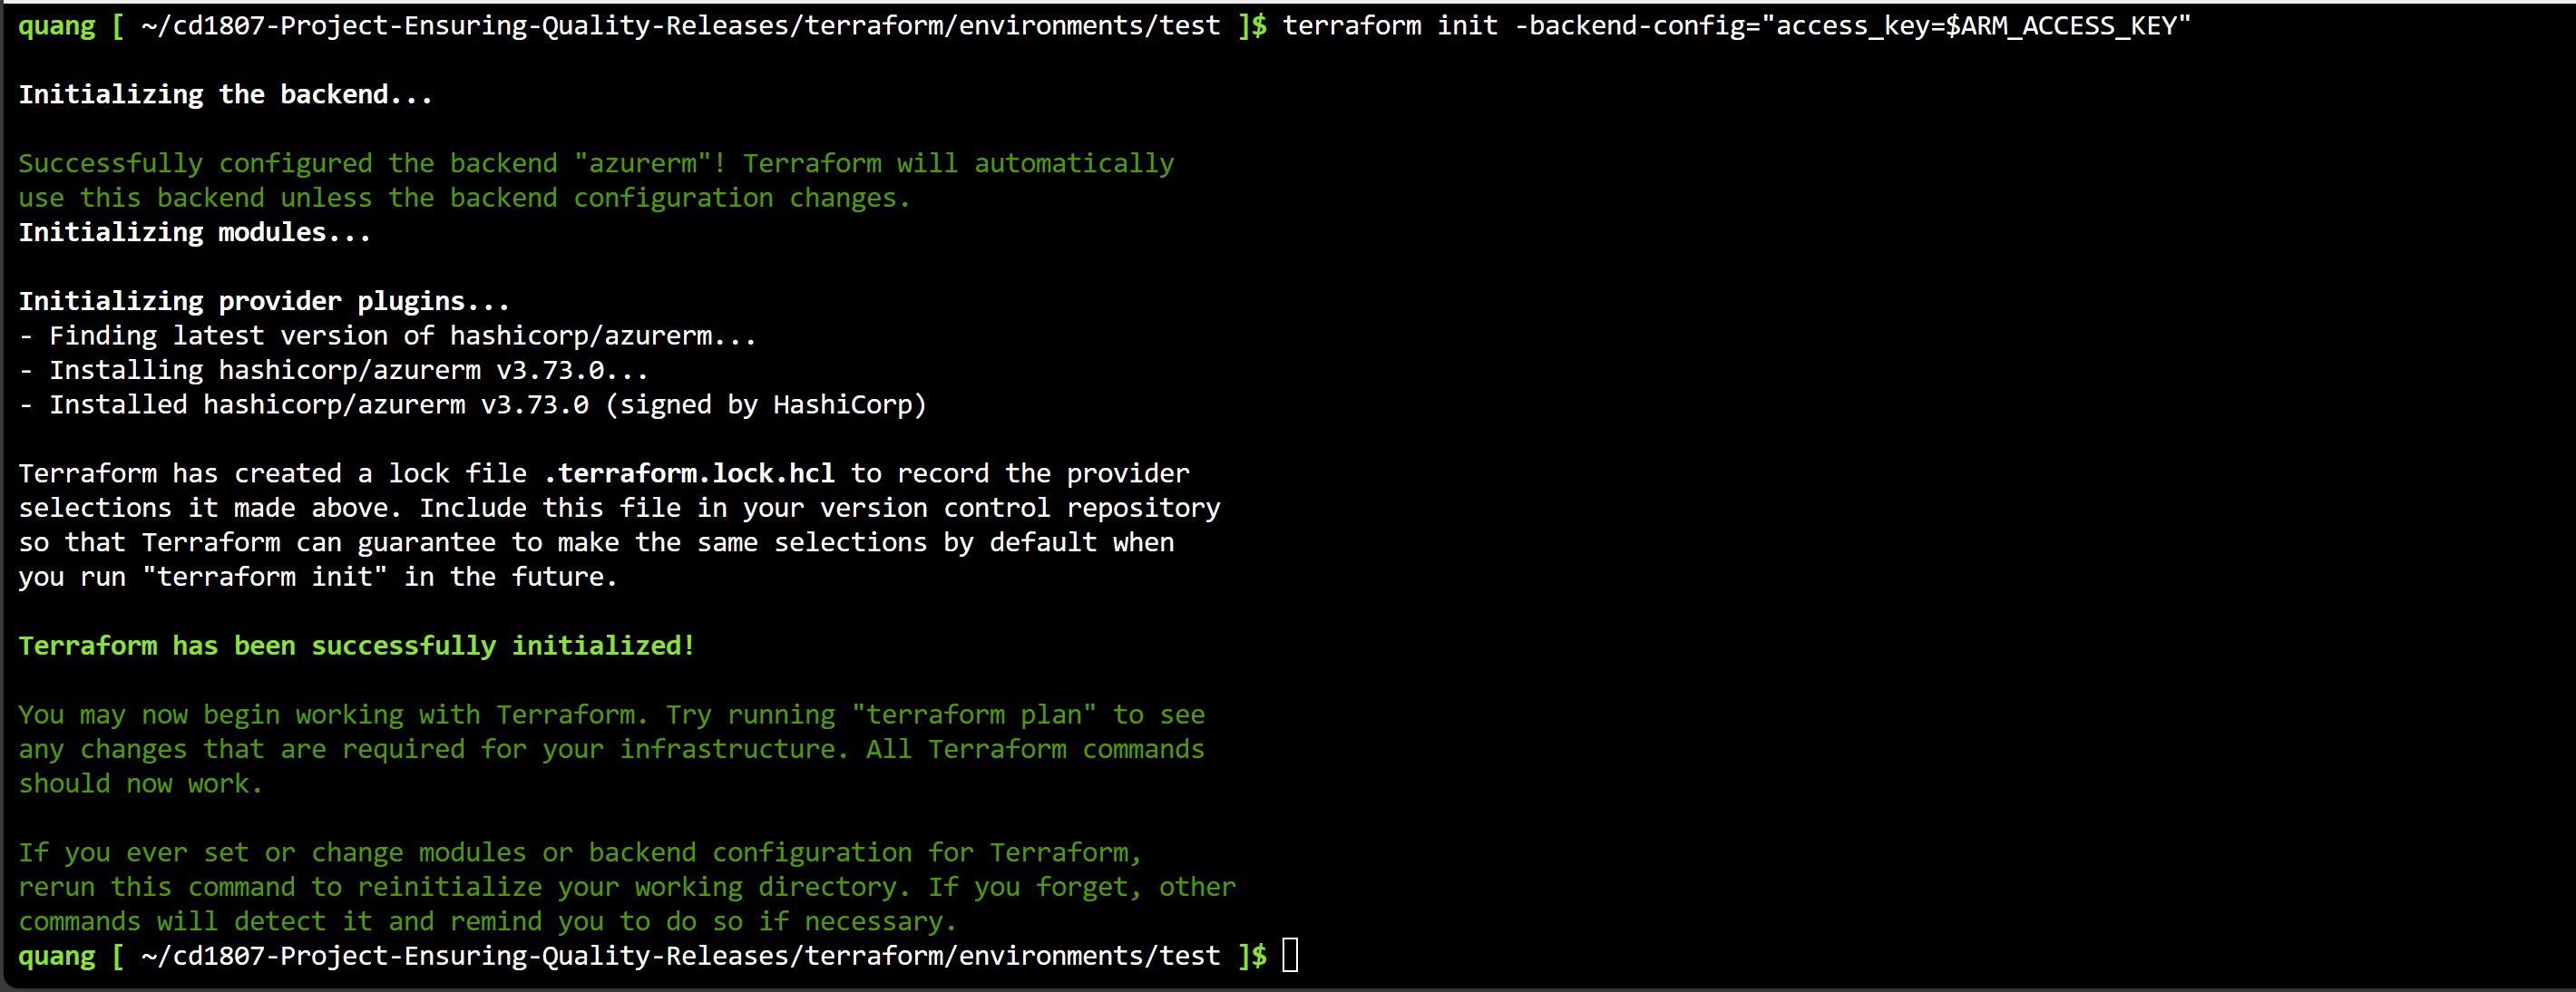 quang [ ~/cd1807-Project-Ensuring-Quality-Releases/terraform/environments/test ]$ terraform init -backend-config="access_key=$ARM_ACCESS_KEY"
Initializing the backend...
Successfully configured the backend "azurerm"! Terraform will automatically
use this backend unless the backend configuration changes.
Initializing modules...
Initializing provider plugins...
- Finding latest version of hashicorp/azurerm...
- Installing hashicorp/azurerm v3.73.0...
- Installed hashicorp/azurerm v3.73.0 (signed by HashiCorp)
Terraform has created a lock file .terraform.lock.hcl to record the provider
selections it made above. Include this file in your version control repository
so that Terraform can guarantee to make the same selections by default when
you run "terraform init" in the future.
Terraform has been successfully initialized!
You may now begin working with Terraform. Try running "terraform plan" to see
any changes that are required for your infrastructure. All Terraform commands
should now work.
If you ever set or change modules or backend configuration for Terraform,
rerun this command to reinitialize your working directory. If you forget, other
commands will detect it and remind you to do so if necessary.
quang [ ~/cd1807-Project-Ensuring-Quality-Releases/terraform/environments/test ]$